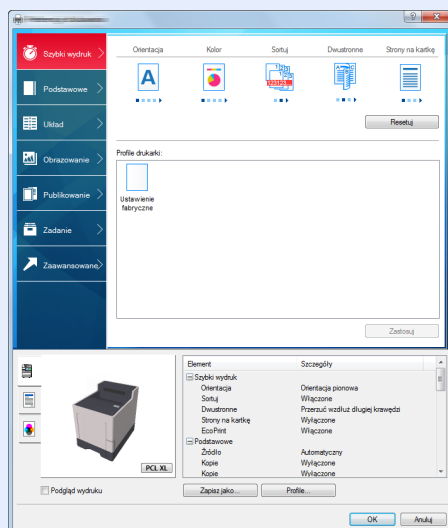 Szybki wydruk
Podstawowe
Układ
Obrazowanie
Publikowanie
Zadanie
Zaawansowane
Orientacja Kolor Sortuj Dwustronne Strony na kartkę
A
123123
A B C
Resetuj
Profile drukarki:
Ustawienie
fabryczne
Zastosuj
PCL XL
Podgląd wydruku
Element Szczegóły
Szybki wydruk
Orientacja Orientacja pionowa
Sortuj Włączone
Dwustronne Przerzuć wzdłuż długiej krawędzi
Strony na kartkę Wyłączone
EcoPrint Wyłączone
Podstawowe
Źródło Automatyczny
Kopie Wyłączone
Kopie Wyłączone
Zapisz jako... Profile...
OK Anuluj